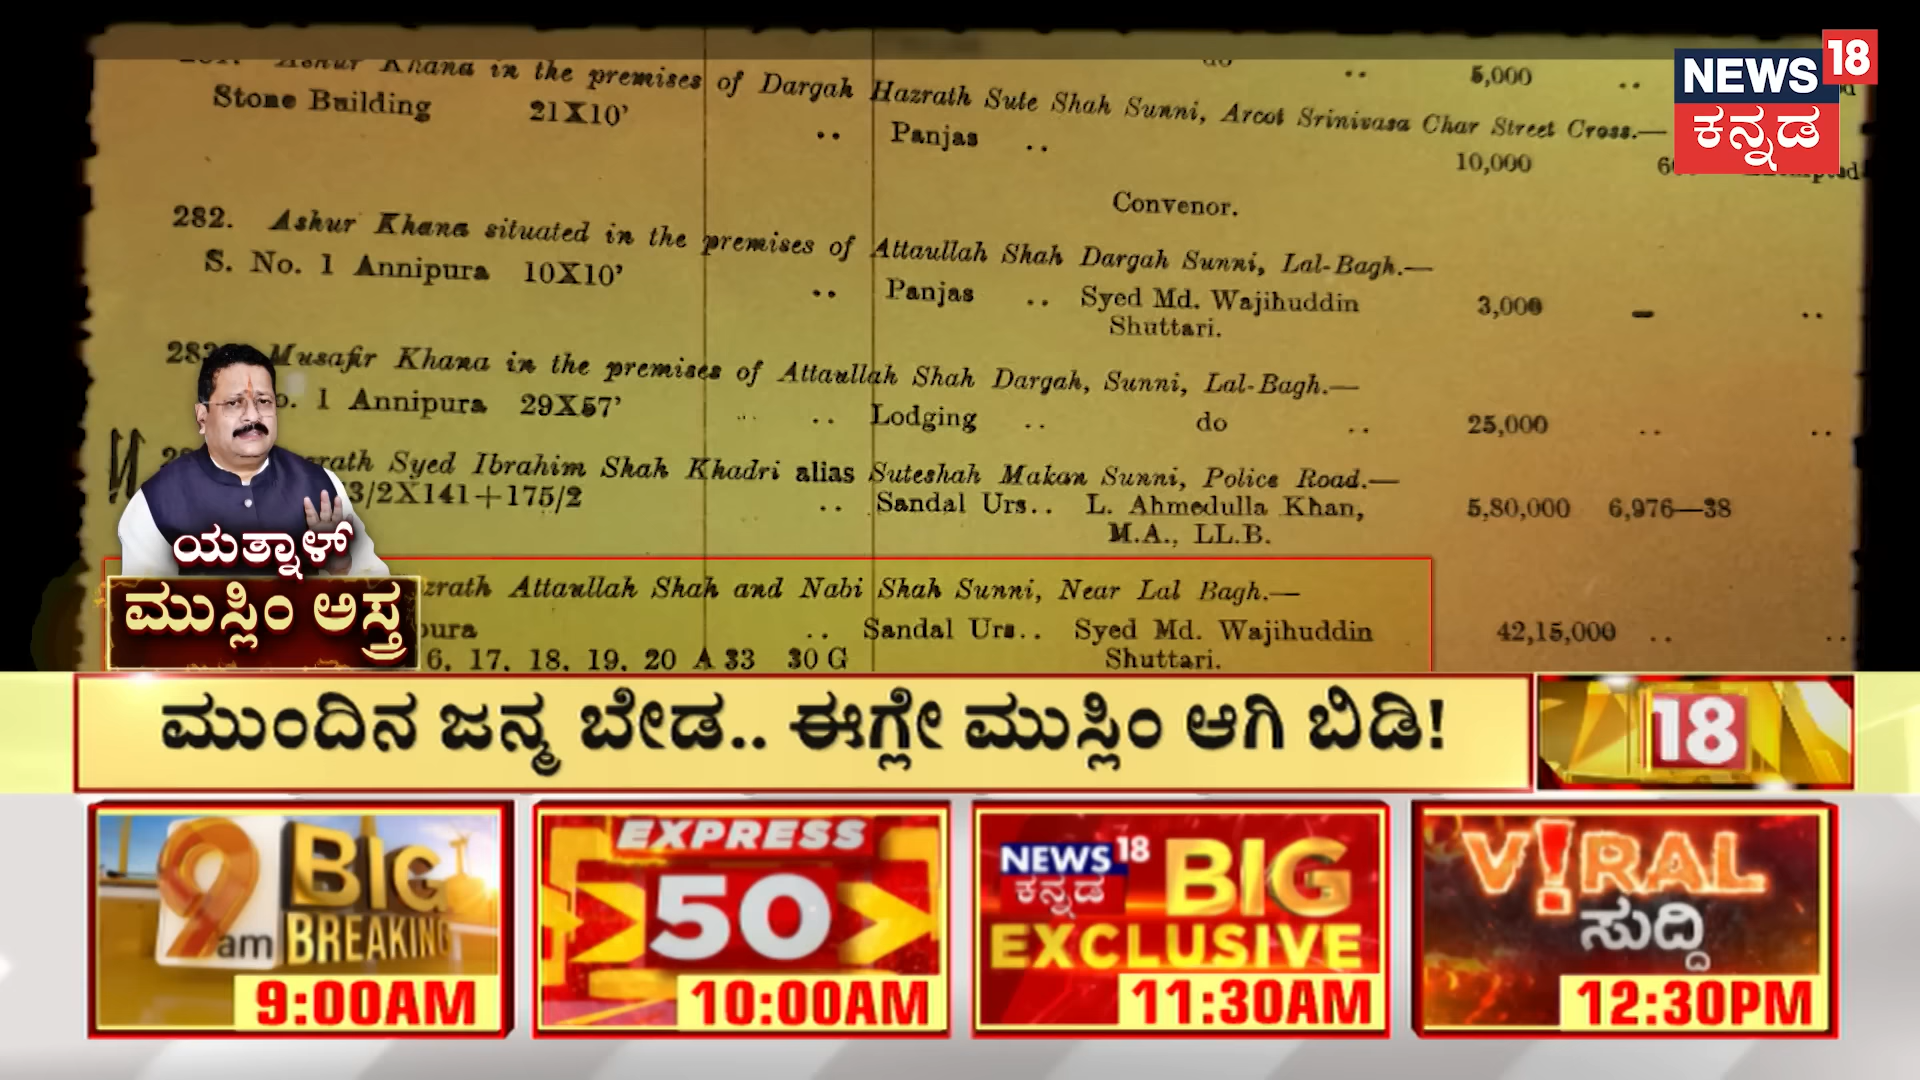 5,000
Ashur Khana in the premises of Dargah Hazrath Sute Shah Sunni, Arcot Srinivasa Char Street Cross.—
Stone Building 21X10' .. Panjas .. 10,000
Convenor.
282. Ashur Khana situated in the premises of Attaullah Shah Dargah Sunni, Lal-Bagh.—
S. No. 1 Annipura 10X10' .. Panjas .. Syed Md. Wajihuddin 3,000 — ..
Shuttari.
Musafir Khana in the premises of Attaullah Shah Dargah, Sunni, Lal-Bagh.—
1 Annipura 29X57' .. Lodging .. do .. 25,000 .. ..
Syed Ibrahim Shah Khadri alias Suteshah Makan Sunni, Police Road.—
3/2X141+175/2 .. Sandal Urs.. L. Ahmedulla Khan, 5,80,000 6,976—38
M.A., LL.B.
Attaullah Shah and Nabi Shah Sunni, Near Lal Bagh.—
.. Sandal Urs.. Syed Md. Wajihuddin 42,15,000 .. ..
6, 17, 18, 19, 20 A 33 30 G Shuttari.
NEWS 18
ಕನ್ನಡ
ಯತ್ನಾಳ್
ಮುಸ್ಲಿಂ ಅಸ್ತ್ರ
ಮುಂದಿನ ಜನ್ಮ ಬೇಡ.. ಈಗ್ಲೇ ಮುಸ್ಲಿಂ ಆಗಿ ಬಿಡಿ!
18
9am BIG BREAKING
9:00AM
EXPRESS
50
10:00AM
NEWS 18 ಕನ್ನಡ BIG
EXCLUSIVE
11:30AM
V!RAL
ಸುದ್ದಿ
12:30PM